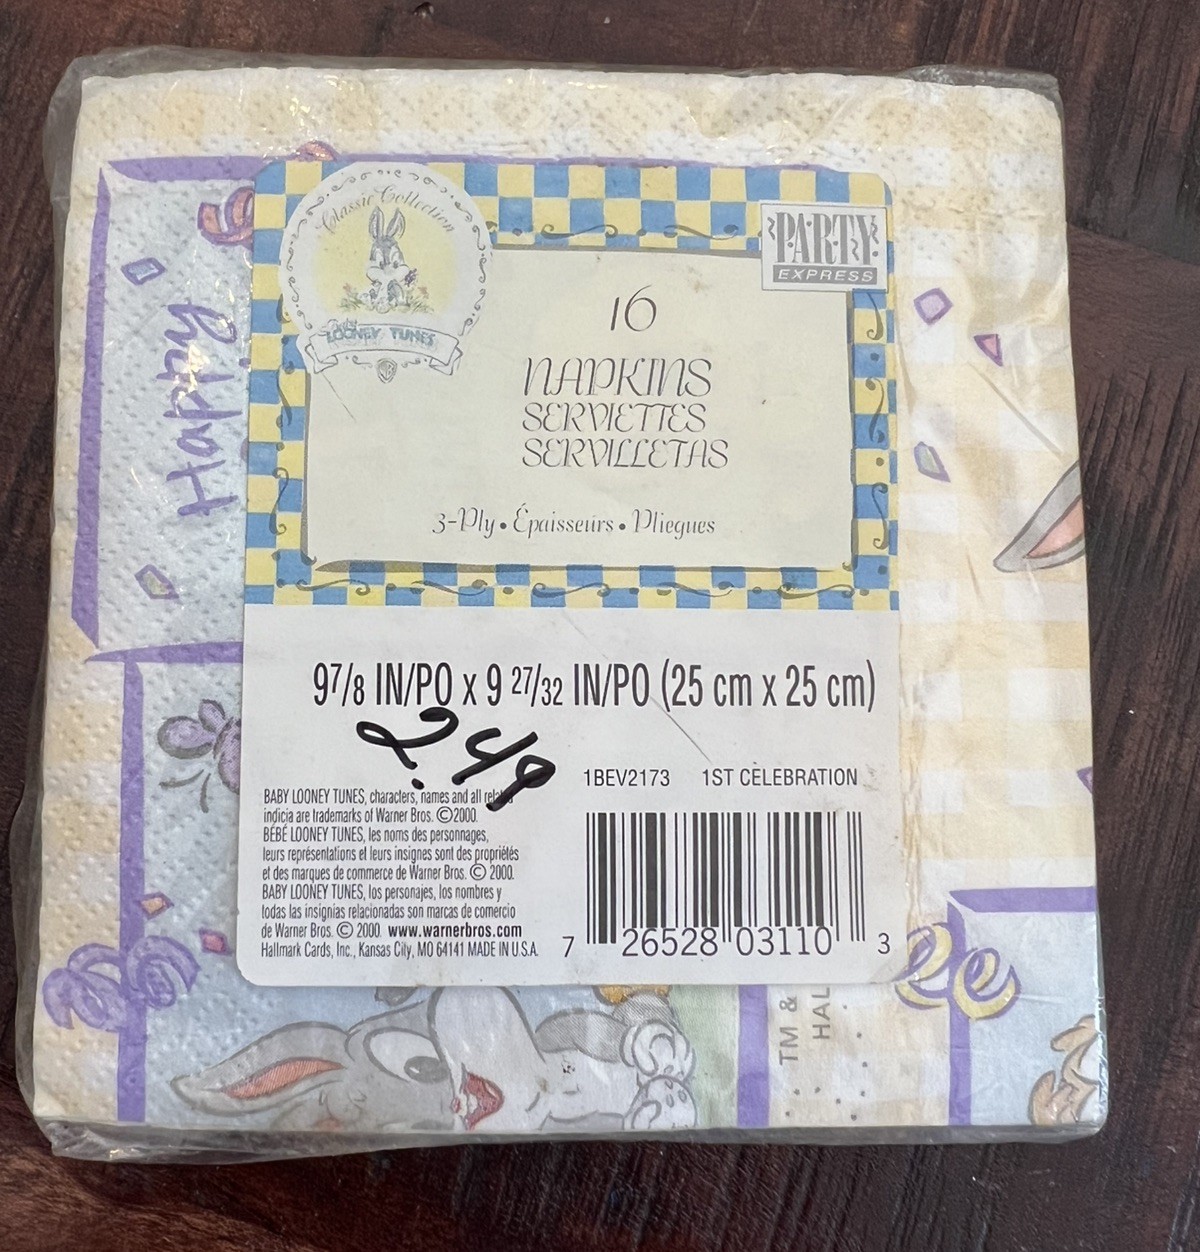 Classic Collection
Baby
LOONEY TUNES
WB
PARTY
EXPRESS
16
NAPKINS
SERVIETTES
SERVILLETAS
3-Ply • Épaisseurs • Pliegues
Happy
9 7/8 IN/PO x 9 27/32 IN/PO (25 cm x 25 cm)
2.49
1BEV2173 1ST CELEBRATION
BABY LOONEY TUNES, characters, names and all related
indicia are trademarks of Warner Bros. ©2000.
BÉBÉ LOONEY TUNES, les noms des personnages,
leurs représentations et leurs insignes sont des propriétés
et des marques de commerce de Warner Bros. © 2000.
BABY LOONEY TUNES, los personajes, los nombres y
todas las insignias relacionadas son marcas de comercio
de Warner Bros. © 2000. www.warnerbros.com
Hallmark Cards, Inc., Kansas City, MO 64141 MADE IN U.S.A.
7 26528 03110 3
TM &
HAL